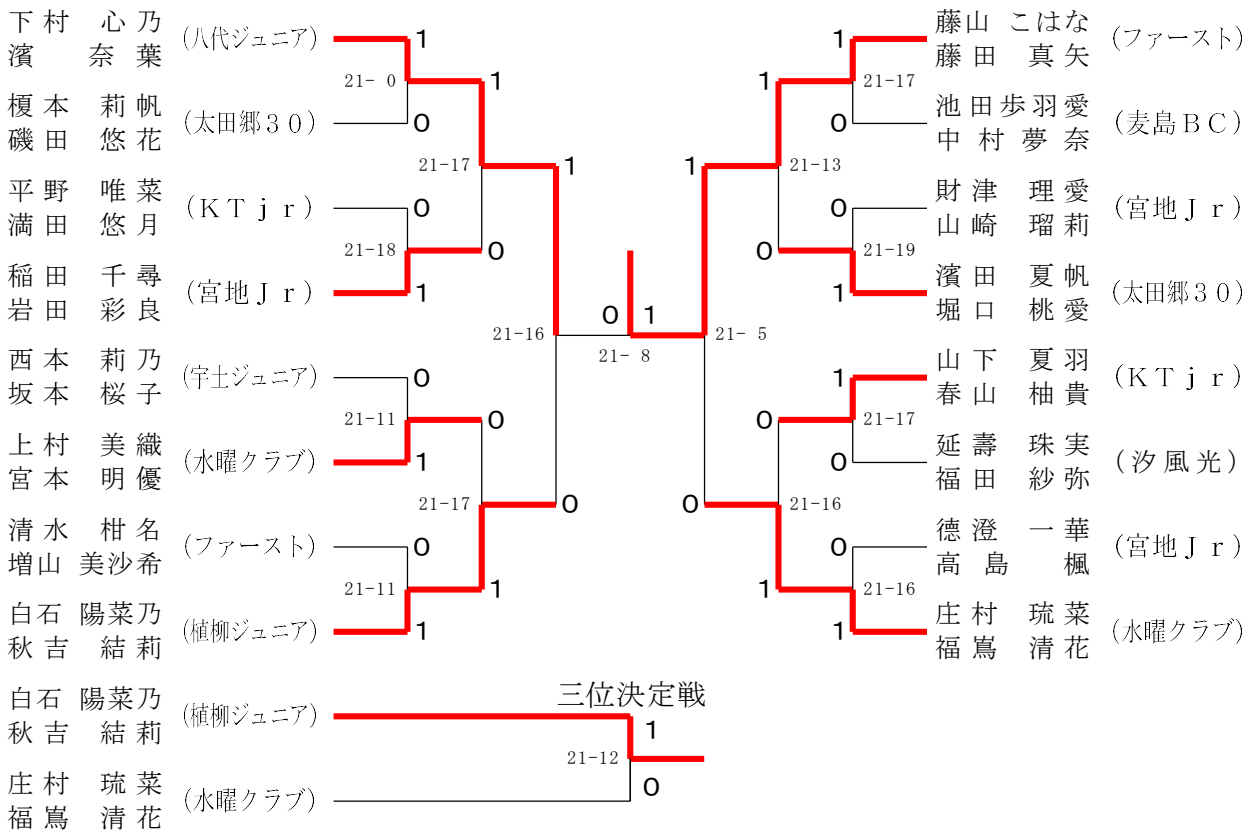 下村 心乃
濱 奈葉
(八代ジュニア)
1
21- 0
榎本 莉帆
磯田 悠花
(太田郷30)
0
1
21-17
平野 唯菜
満田 悠月
(KTjr)
0
21-18
0
稲田 千尋
岩田 彩良
(宮地Jr)
1
1
21-16
西本 莉乃
坂本 桜子
(宇土ジュニア)
0
21-11
0
上村 美織
宮本 明優
(水曜クラブ)
1
21-17
0
清水 柑名
増山 美沙希
(ファースト)
0
21-11
1
白石 陽菜乃
秋吉 結莉
(植柳ジュニア)
1
0 1
21- 8
藤山 こはな
藤田 真矢
(ファースト)
1
21-17
1
池田歩羽愛
中村夢奈
(麦島BC)
0
1
21-13
財津 理愛
山崎 瑠莉
(宮地Jr)
0
21-19
0
濱田 夏帆
堀口 桃愛
(太田郷30)
1
21- 5
山下 夏羽
春山 柚貴
(KTjr)
1
21-17
0
延壽 珠実
福田 紗弥
(汐風光)
0
0
21-16
德澄 一華
高島 楓
(宮地Jr)
0
21-16
1
庄村 琉菜
福嶌 清花
(水曜クラブ)
1
三位決定戦
白石 陽菜乃
秋吉 結莉
(植柳ジュニア)
1
21-12
0
庄村 琉菜
福嶌 清花
(水曜クラブ)